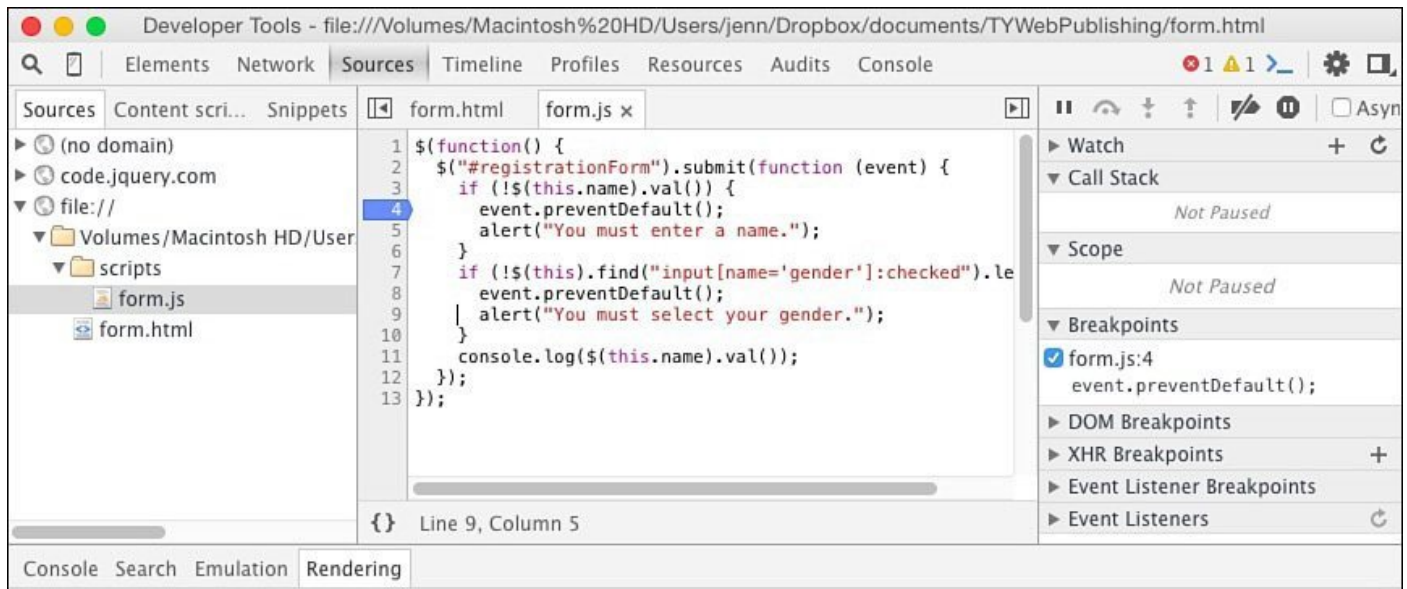 Developer Tools - file:///Volumes/Macintosh%20HD/Users/jenn/Dropbox/documents/TYWebPublishing/form.html
Elements Network Sources Timeline Profiles Resources Audits Console 1 1
Sources Content scri... Snippets
(no domain)
code.jquery.com
file://
Volumes/Macintosh HD/User
scripts
form.js
form.html
form.html form.js ×
1 $(function() {
2   $("#registrationForm").submit(function (event) {
3     if (!$(this.name).val()) {
4       event.preventDefault();
5       alert("You must enter a name.");
6     }
7     if (!$(this).find("input[name='gender']:checked").le
8       event.preventDefault();
9       alert("You must select your gender.");
10     }
11     console.log($(this.name).val());
12   });
13 });
{} Line 9, Column 5
Asyn
Watch
Call Stack
Not Paused
Scope
Not Paused
Breakpoints
form.js:4
event.preventDefault();
DOM Breakpoints
XHR Breakpoints
Event Listener Breakpoints
Event Listeners
Console Search Emulation Rendering